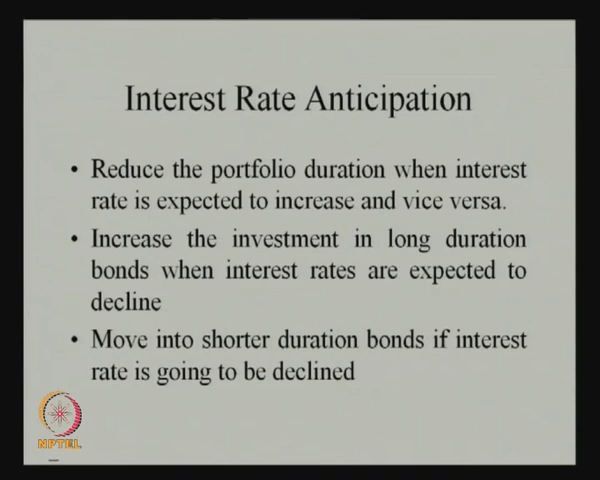 Interest Rate Anticipation
• Reduce the portfolio duration when interest
rate is expected to increase and vice versa.
• Increase the investment in long duration
bonds when interest rates are expected to
decline
• Move into shorter duration bonds if interest
rate is going to be declined
NPTEL